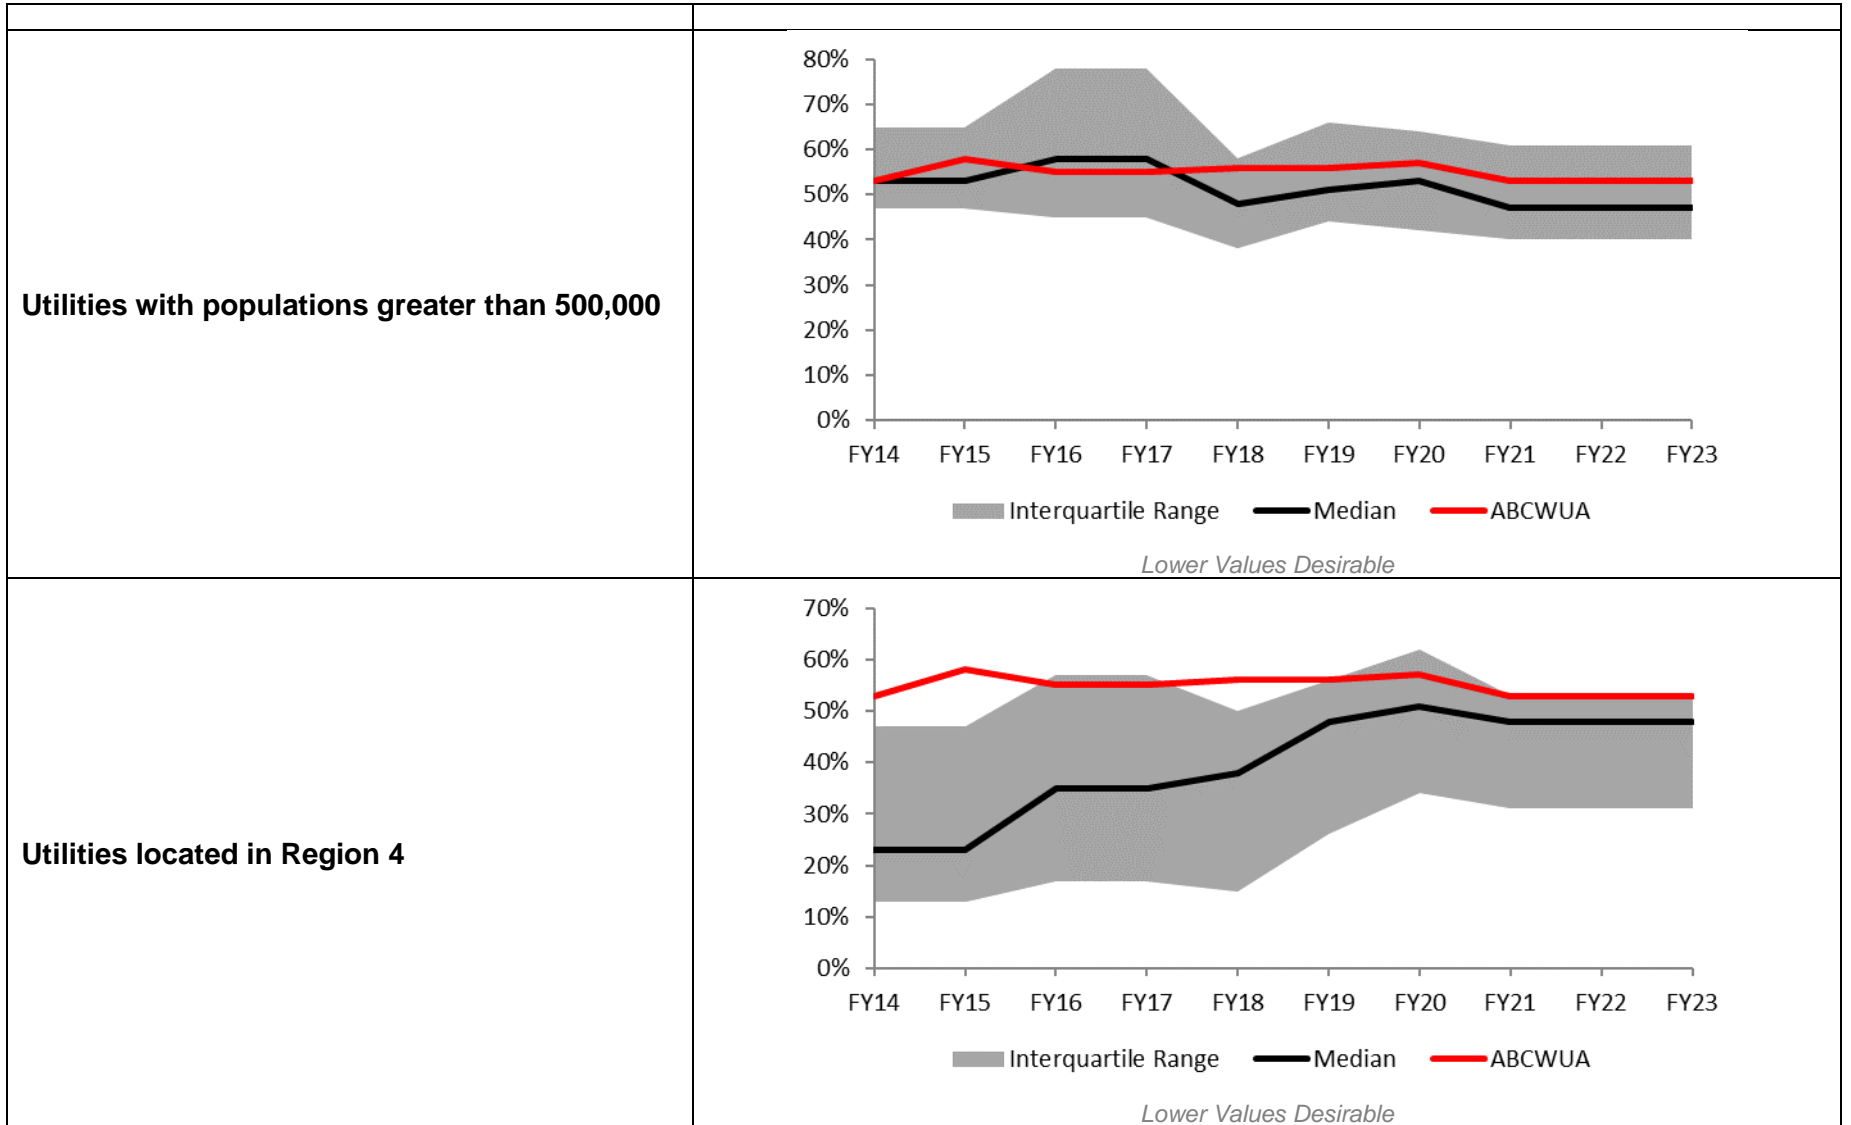 Utilities with populations greater than 500,000
80%
70%
60%
50%
40%
30%
20%
10%
0%
FY14 FY15 FY16 FY17 FY18 FY19 FY20 FY21 FY22 FY23
Interquartile Range Median ABCWUA
Lower Values Desirable
Utilities located in Region 4
70%
60%
50%
40%
30%
20%
10%
0%
FY14 FY15 FY16 FY17 FY18 FY19 FY20 FY21 FY22 FY23
Interquartile Range Median ABCWUA
Lower Values Desirable